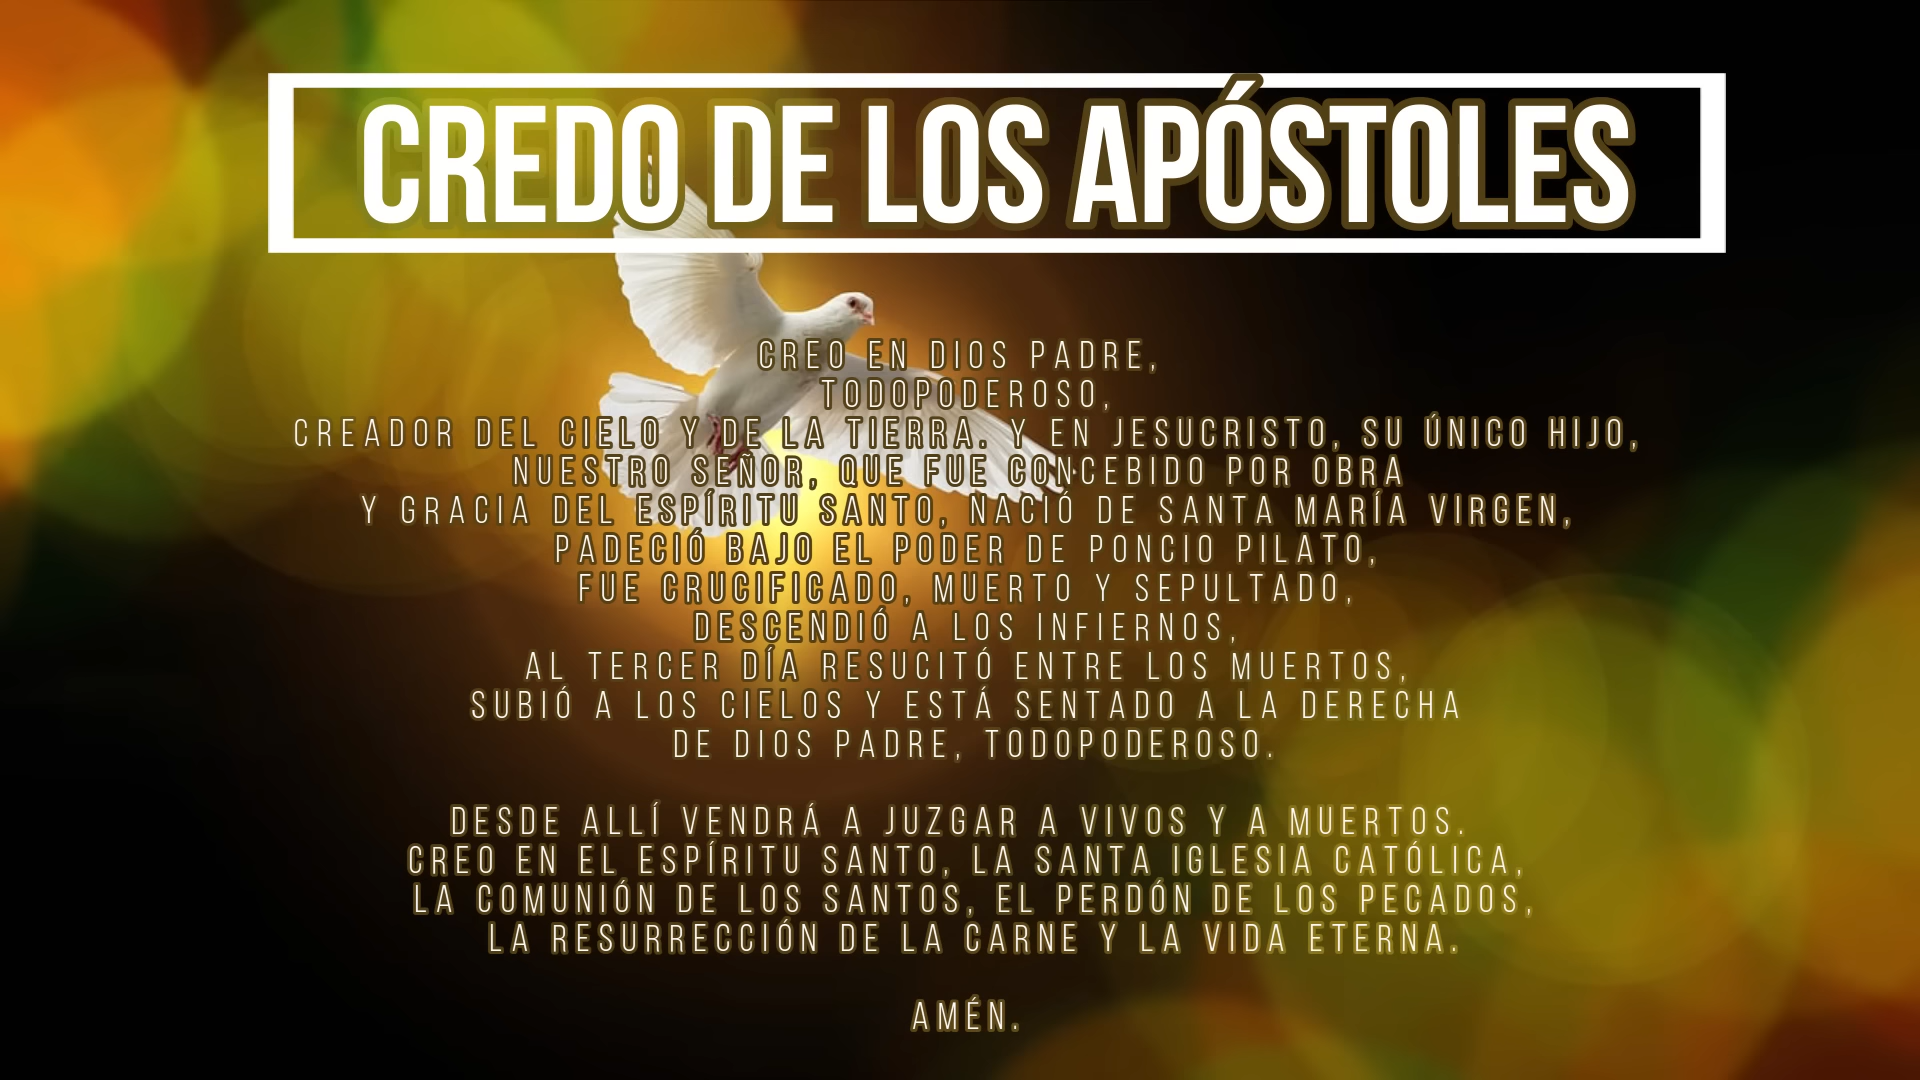 CREDO DE LOS APÓSTOLES
CREO EN DIOS PADRE,
TODOPODEROSO,
CREADOR DEL CIELO Y DE LA TIERRA. Y EN JESUCRISTO, SU ÚNICO HIJO,
NUESTRO SEÑOR, QUE FUE CONCEBIDO POR OBRA
Y GRACIA DEL ESPÍRITU SANTO, NACIÓ DE SANTA MARÍA VIRGEN,
PADECIÓ BAJO EL PODER DE PONCIO PILATO,
FUE CRUCIFICADO, MUERTO Y SEPULTADO,
DESCENDIÓ A LOS INFIERNOS,
AL TERCER DÍA RESUCITÓ ENTRE LOS MUERTOS,
SUBIÓ A LOS CIELOS Y ESTÁ SENTADO A LA DERECHA
DE DIOS PADRE, TODOPODEROSO.
DESDE ALLÍ VENDRÁ A JUZGAR A VIVOS Y A MUERTOS.
CREO EN EL ESPÍRITU SANTO, LA SANTA IGLESIA CATÓLICA,
LA COMUNIÓN DE LOS SANTOS, EL PERDÓN DE LOS PECADOS,
LA RESURRECCIÓN DE LA CARNE Y LA VIDA ETERNA.
AMÉN.